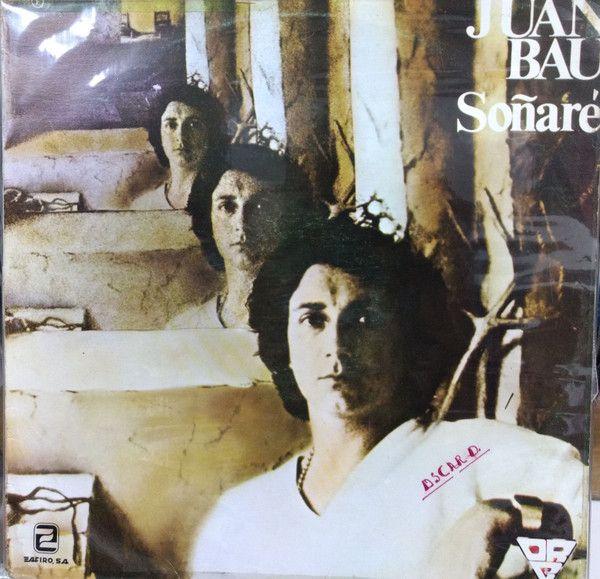 JUAN
BAU
Soñaré
ZAFIRO, S.A.